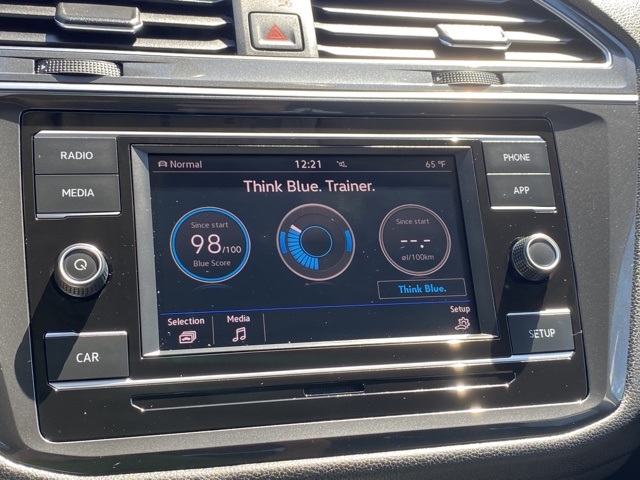 RADIO
MEDIA
CAR
PHONE
APP
SETUP
Normal
12:21
65 °F
Think Blue. Trainer.
Since start
98/100
Blue Score
Since start
--.-
øl/100km
Think Blue.
Selection
Media
Setup